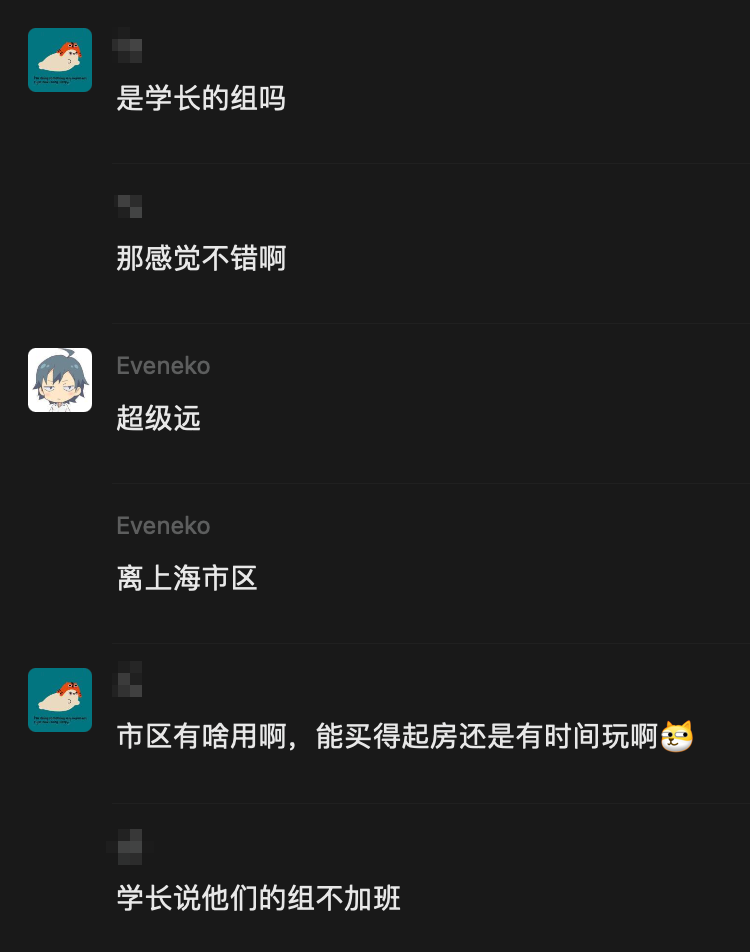 是学长的组吗
那感觉不错啊
Eveneko
超级远
Eveneko
离上海市区
市区有啥用啊，能买得起房还是有时间玩啊
学长说他们的组不加班